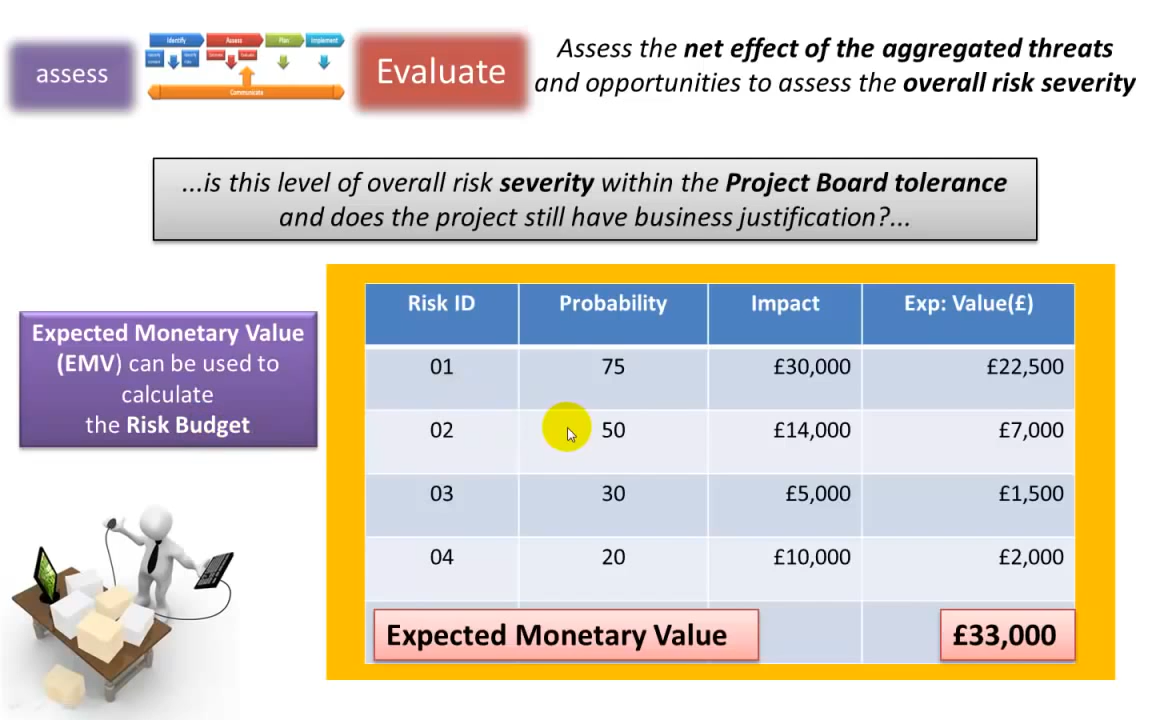 assess
Identify
Assess
Plan
Implement
Communicate
Evaluate
Assess the net effect of the aggregated threats
and opportunities to assess the overall risk severity
...is this level of overall risk severity within the Project Board tolerance
and does the project still have business justification?...
Expected Monetary Value
(EMV) can be used to
calculate
the Risk Budget
Risk ID Probability Impact Exp: Value(£)
01 75 £30,000 £22,500
02 50 £14,000 £7,000
03 30 £5,000 £1,500
04 20 £10,000 £2,000
Expected Monetary Value £33,000